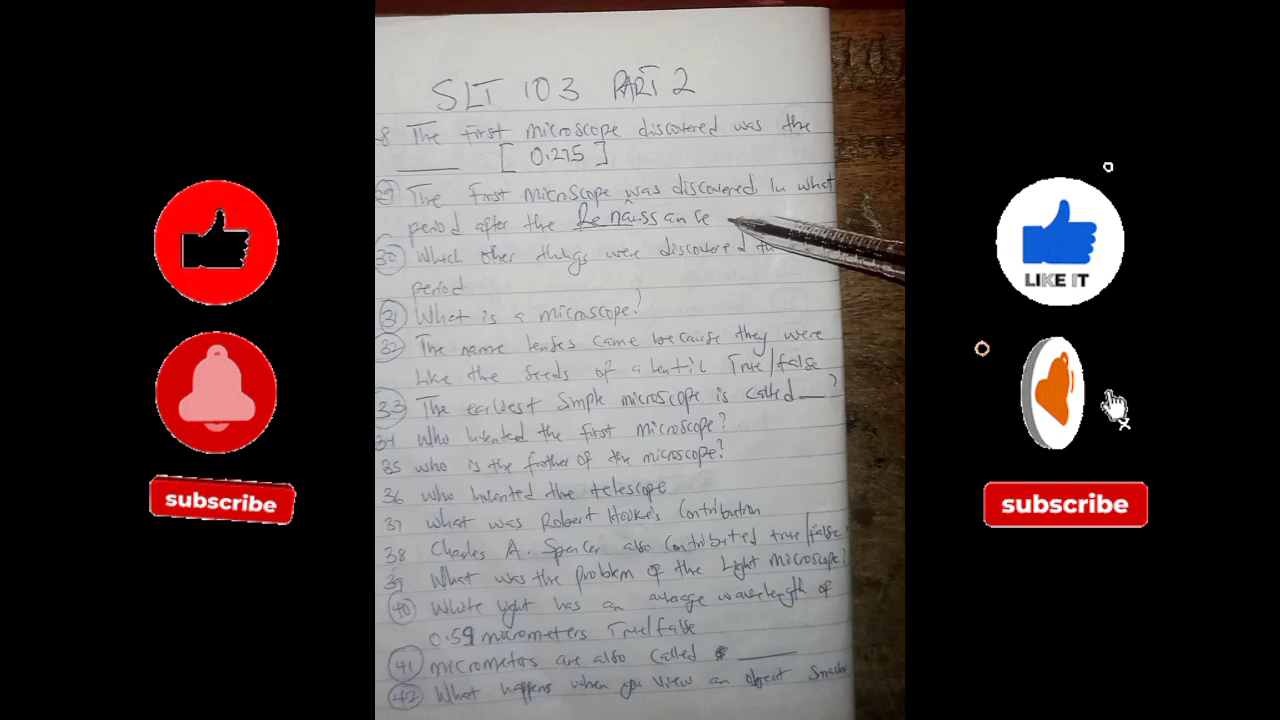 SLT 103 PART 2
8 The first microscope discovered was the
[ 0.275 ]
29 The first microscope was discovered in what
period after the Renaissance
30 Which other things were discovered
period.
31 What is a microscope?
32 The name lenses came because they were
like the seeds of a lentil True/false
33 The earliest simple microscope is called ?
34 Who invented the first microscope?
35 who is the father of the microscope?
36 who invented the telescope
37 what was Robert Hooke's Contribution
38 Charles A. Spencer also contributed true/false
39 What was the problem of the Light microscope?
40 White light has an average wavelength of
0.59 micrometers True/false
41 micrometers are also called
42 What happens when you view an object
subscribe
LIKE IT
subscribe